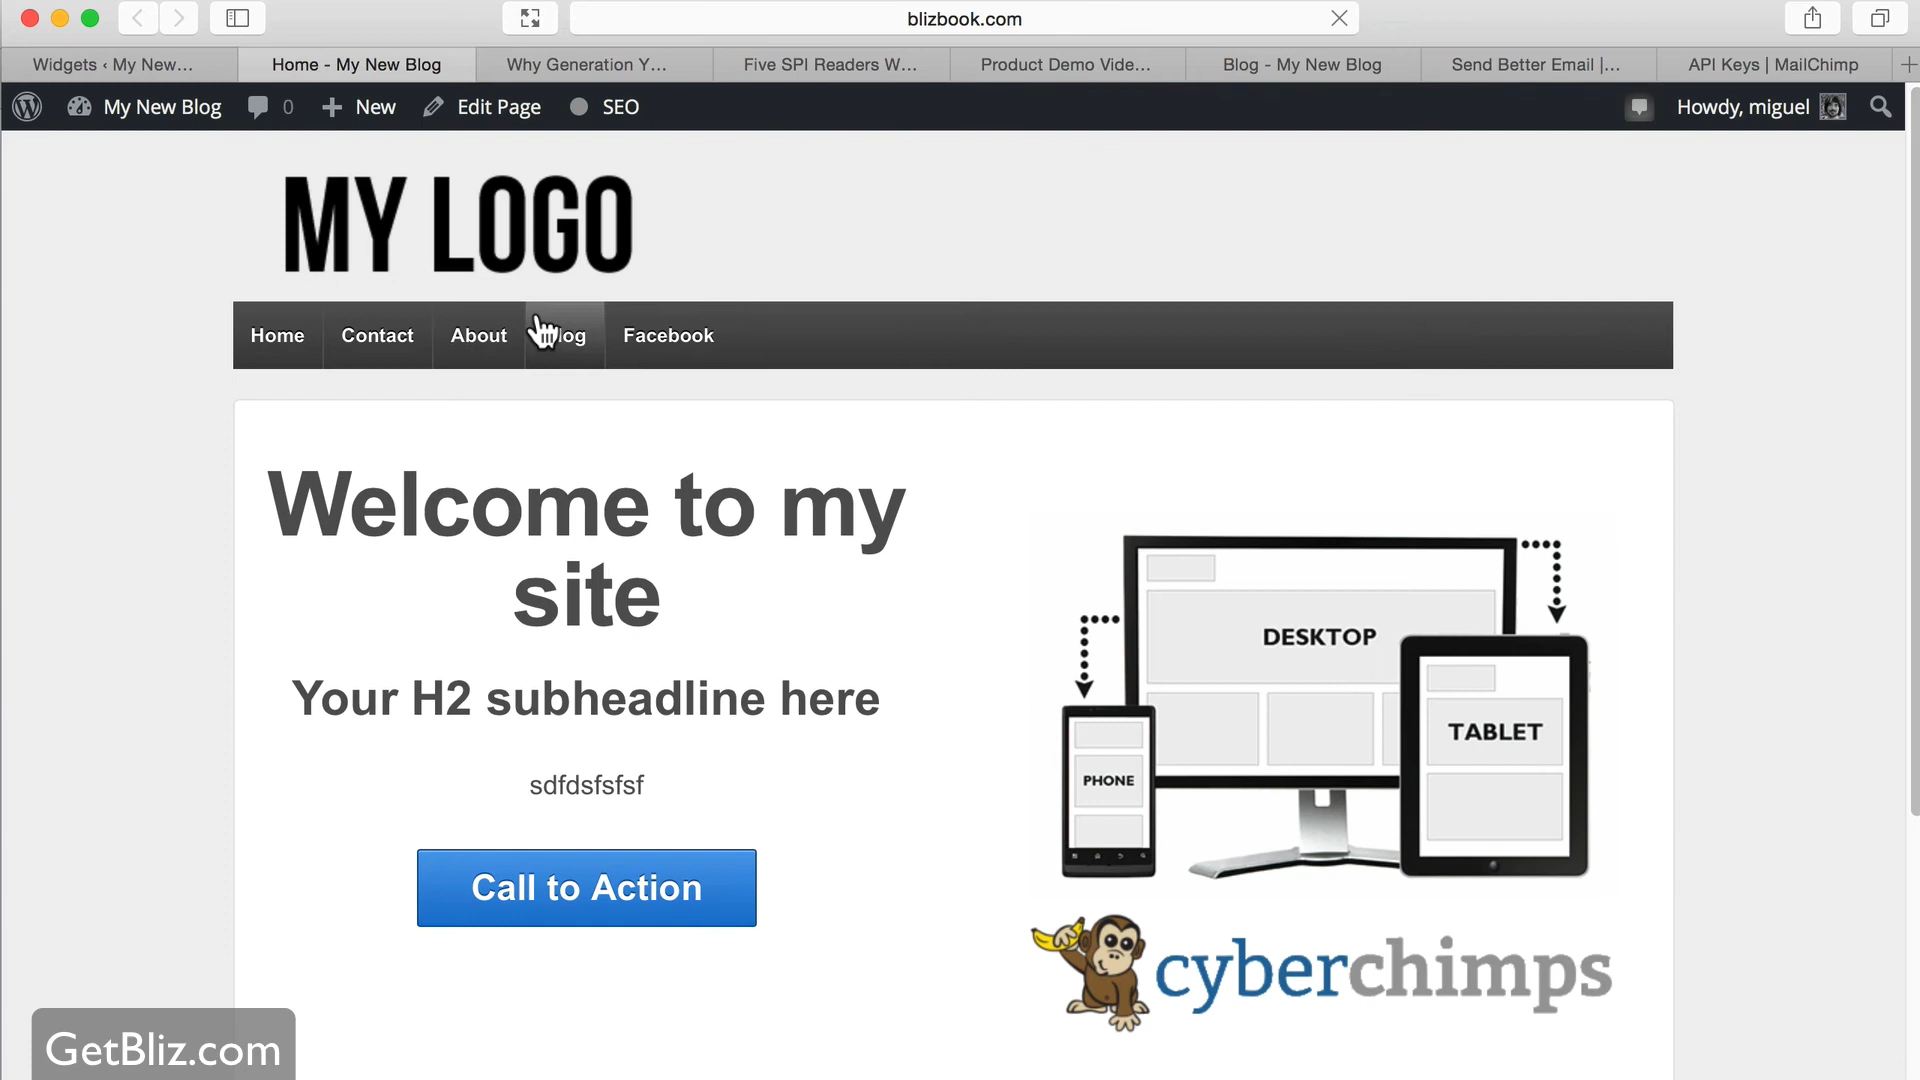 blizbook.com
Widgets ‹ My New...
Home - My New Blog
Why Generation Y...
Five SPI Readers W...
Product Demo Vide...
Blog - My New Blog
Send Better Email |...
API Keys | MailChimp
My New Blog
0
New
Edit Page
SEO
Howdy, miguel
MY LOGO
Home
Contact
About
Facebook
Welcome to my
site
Your H2 subheadline here
sdfdsfsfsf
Call to Action
DESKTOP
TABLET
PHONE
cyberchimps
GetBliz.com